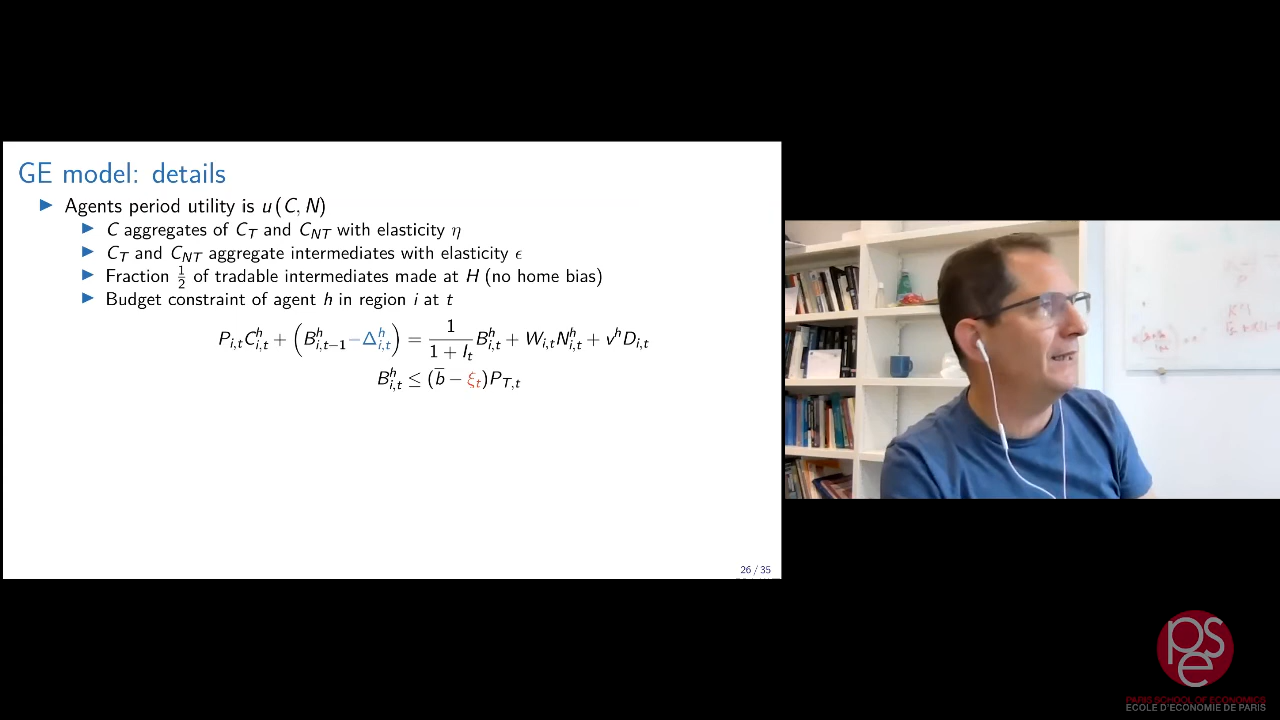 GE model: details
▶ Agents period utility is u(C, N)
▶ C aggregates of C_T and C_NT with elasticity η
▶ C_T and C_NT aggregate intermediates with elasticity ϵ
▶ Fraction 1/2 of tradable intermediates made at H (no home bias)
▶ Budget constraint of agent h in region i at t
P_{i,t}C^h_{i,t} + (B^h_{i,t−1}−Δ^h_{i,t}) = 1/(1 + I_t) B^h_{i,t} + W_{i,t}N^h_{i,t} + v^h D_{i,t}
B^h_{i,t} ≤ (b̄ − ξ_t)P_{T,t}
26 / 35
pse
PARIS SCHOOL OF ECONOMICS
ECOLE D'ECONOMIE DE PARIS